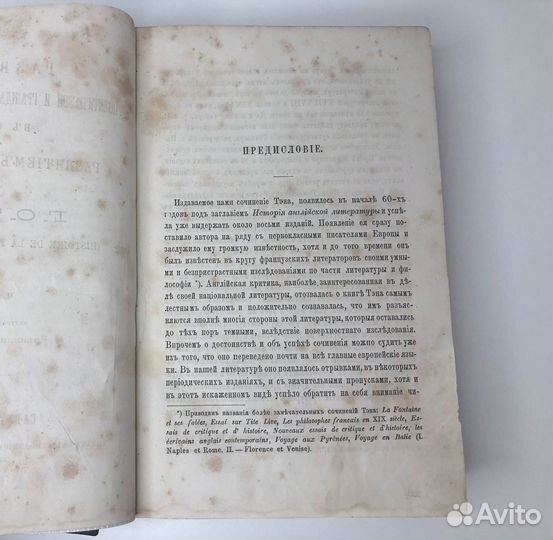 ПРЕДИСЛОВІЕ.
Издаваемое нами сочиненіе Тэна, появилось въ началѣ 60-хъ
годовъ подъ заглавіемъ Исторія англійской литературы и успѣ-
ла уже выдержать около восьми изданій. Появленіе ея сразу по-
ставило автора на ряду съ первоклассными писателями Европы и
заслужило ему громкую извѣстность, хотя и до того времени онъ
былъ извѣстенъ въ кругу французскихъ литераторовъ своими умны-
ми и безпристрастными изслѣдованіями по части литературы и фи-
лософіи *). Англійская критика, наиболѣе заинтересованная въ дѣ-
лѣ своей національной литературы, отозвалась о книгѣ Тэна самымъ
лестнымъ образомъ и положительно сознавалась, что имъ разъяс-
няются вполнѣ многія стороны этой литературы, которыя оставались
до тѣхъ поръ темными, вслѣдствіе поверхностнаго изслѣдованія.
Впрочемъ о достоинствѣ и объ успѣхѣ сочиненія можно судить уже
изъ того, что оно переведено почти на всѣ главные европейскіе язы-
ки. Въ нашей литературѣ оно появлялось отрывками, въ нѣкоторыхъ
періодическихъ изданіяхъ, и съ значительными пропусками, хотя и
въ этомъ искаженномъ видѣ успѣло обратить на себя вниманіе чи-
*) Приводимъ названія болѣе замѣчательныхъ сочиненій Тэна: La Fontaine
et ses fables, Essai sur Tite Live, Les philosophes francais en XIX siècle, Es-
sais de critique et d' histoire, Nouveaux essais de critique et d'histoire, les
écrivains anglais contemporains, Voyage aux Pyrénées, Voyage en Italie (I.
Naples et Rome. II. — Florence et Venise).
Avito